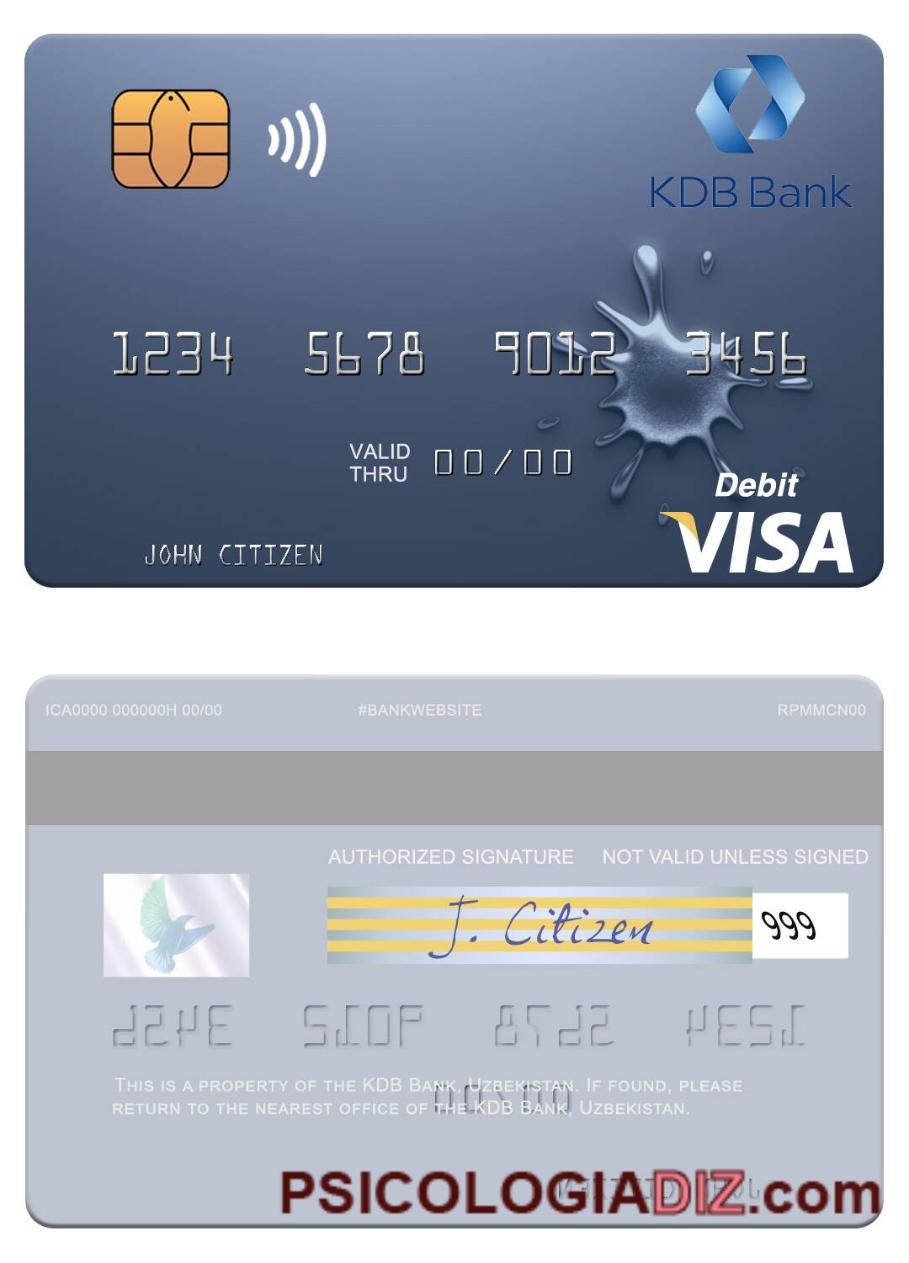 KDB Bank
1234 5678 9012 3456
VALID THRU 00/00
Debit
VISA
JOHN CITIZEN
ICA0000 000000H 00/00 #BANKWEBSITE RPMMCN00
AUTHORIZED SIGNATURE NOT VALID UNLESS SIGNED
J. Citizen 999
THIS IS A PROPERTY OF THE KDB BANK, UZBEKISTAN. IF FOUND, PLEASE
RETURN TO THE NEAREST OFFICE OF THE KDB BANK, UZBEKISTAN.
PSICOLOGIADIZ.com